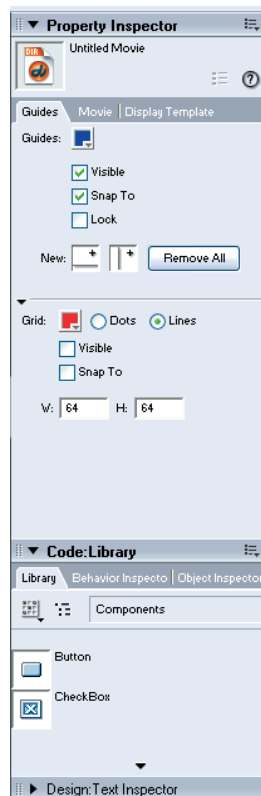 Property Inspector
DIR
Untitled Movie
Guides Movie Display Template
Guides:
Visible
Snap To
Lock
New: Remove All
Grid: Dots Lines
Visible
Snap To
W: 64 H: 64
Code:Library
Library Behavior Inspecto Object Inspector
Components
Button
CheckBox
Design:Text Inspector